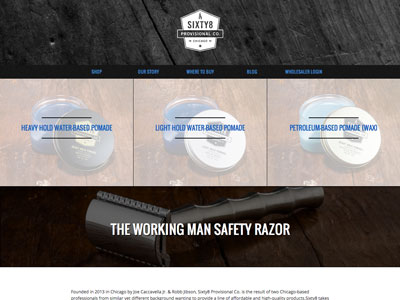 A
SIXTY8
PROVISIONAL CO.
CHICAGO
SHOP OUR STORY WHERE TO BUY BLOG WHOLESALER LOGIN
HEAVY HOLD WATER-BASED POMADE
LIGHT HOLD WATER-BASED POMADE
PETROLEUM-BASED POMADE (WAX)
THE WORKING MAN SAFETY RAZOR
Founded in 2013 in Chicago by Joe Caccavella Jr. & Robb Jibson, Sixty8 Provisional Co. is the result of two Chicago-based
professionals from similar yet different background wanting to provide a line of affordable and high-quality products.Sixty8 takes